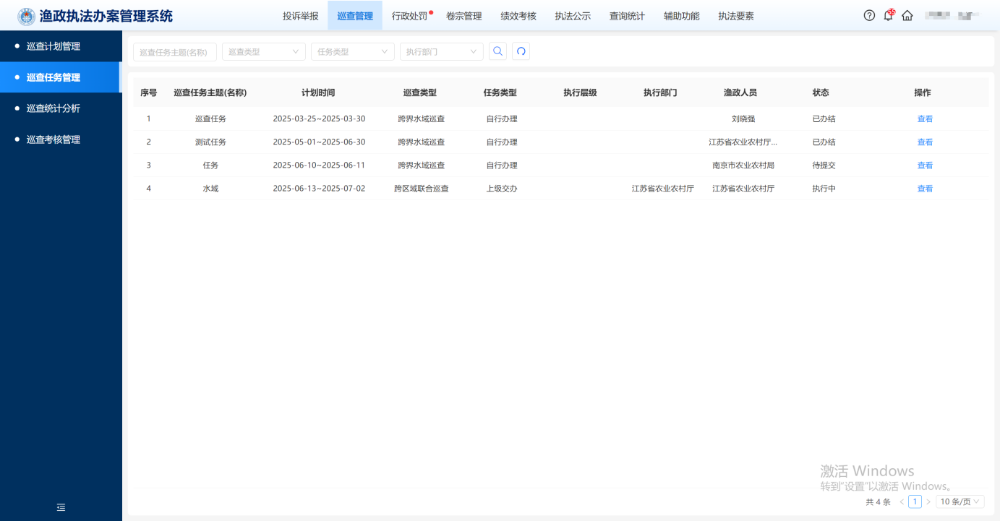 渔政执法办案管理系统 投诉举报 巡查管理 行政处罚 卷宗管理 绩效考核 执法公示 查询统计 辅助功能 执法要素 55
巡查计划管理
巡查任务管理
巡查统计分析
巡查考核管理
巡查任务主题(名称) 巡查类型 任务类型 执行部门
序号 巡查任务主题(名称) 计划时间 巡查类型 任务类型 执行层级 执行部门 渔政人员 状态 操作
1 巡查任务 2025-03-25~2025-03-30 跨界水域巡查 自行办理 刘晓强 已办结 查看
2 测试任务 2025-05-01~2025-06-30 跨界水域巡查 自行办理 江苏省农业农村厅... 已办结 查看
3 任务 2025-06-10~2025-06-11 跨界水域巡查 自行办理 南京市农业农村局 待提交 查看
4 水域 2025-06-13~2025-07-02 跨区域联合巡查 上级交办 江苏省农业农村厅 江苏省农业农村厅 执行中 查看
激活 Windows
转到"设置"以激活 Windows。
共 4 条 < 1 > 10 条/页